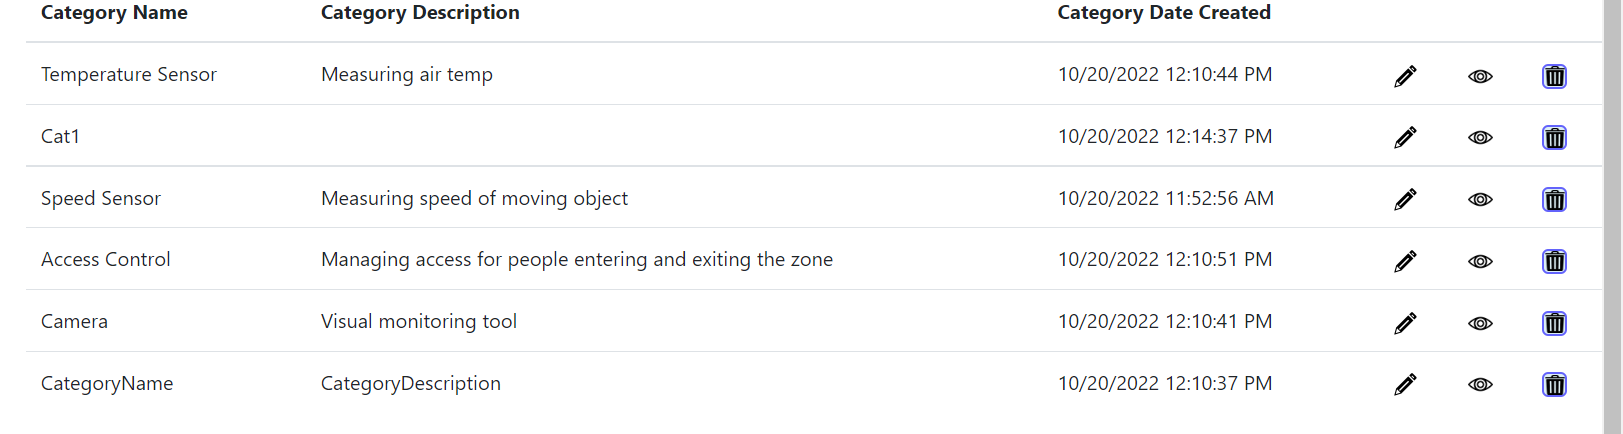 Category Name Category Description Category Date Created
Temperature Sensor Measuring air temp 10/20/2022 12:10:44 PM
Cat1 10/20/2022 12:14:37 PM
Speed Sensor Measuring speed of moving object 10/20/2022 11:52:56 AM
Access Control Managing access for people entering and exiting the zone 10/20/2022 12:10:51 PM
Camera Visual monitoring tool 10/20/2022 12:10:41 PM
CategoryName CategoryDescription 10/20/2022 12:10:37 PM